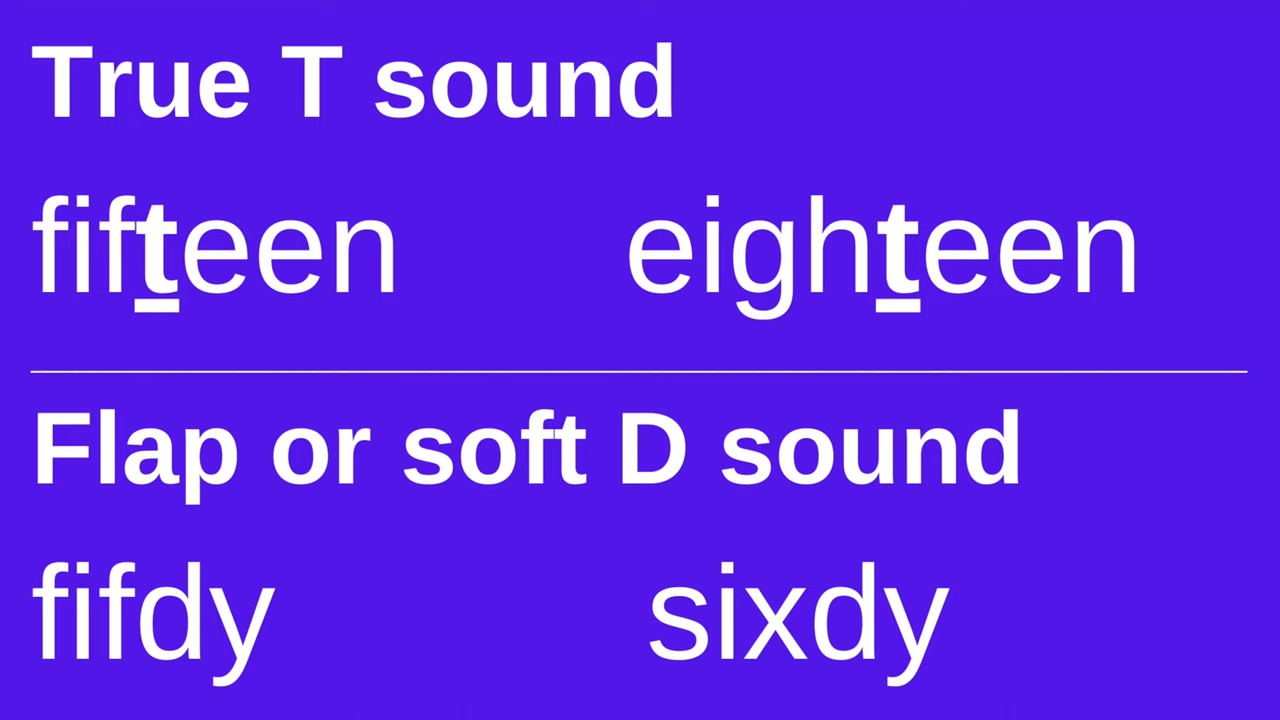 True T sound
fifteen eighteen
Flap or soft D sound
fifdy sixdy